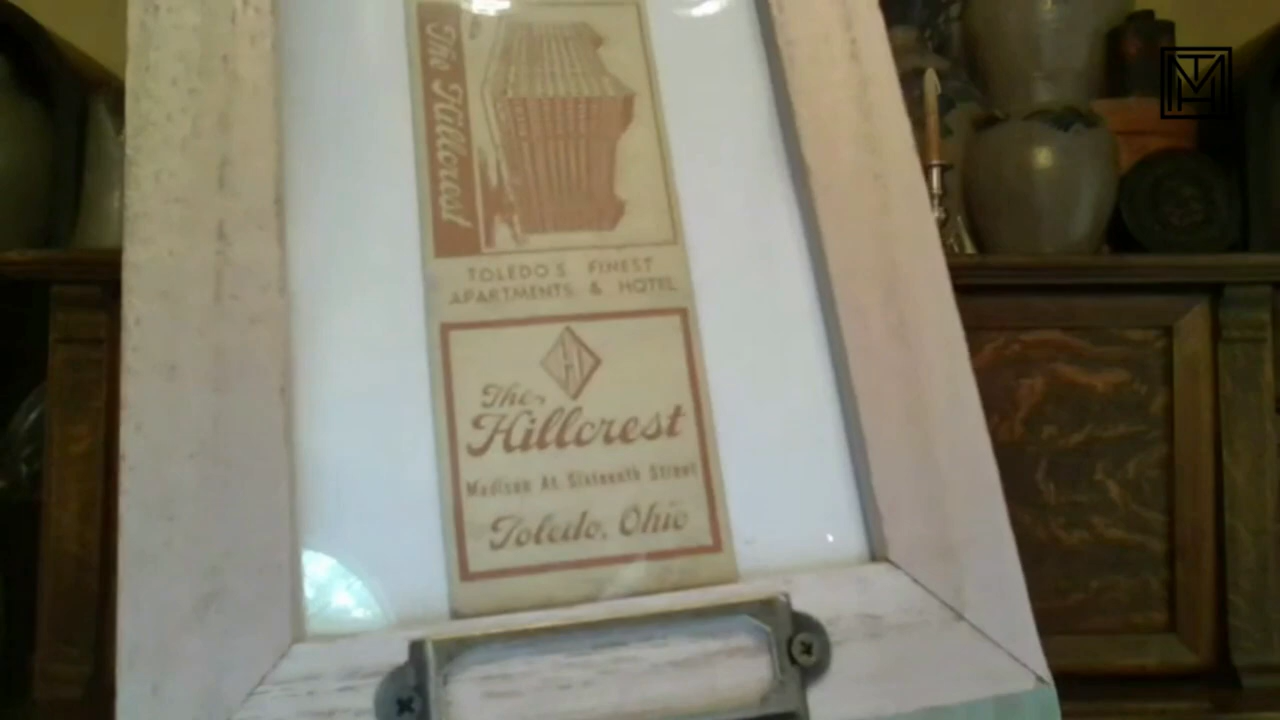 The Hillcrest
TOLEDO'S FINEST
APARTMENTS & HOTEL
The
Hillcrest
Madison At Sixteenth Street
Toledo, Ohio